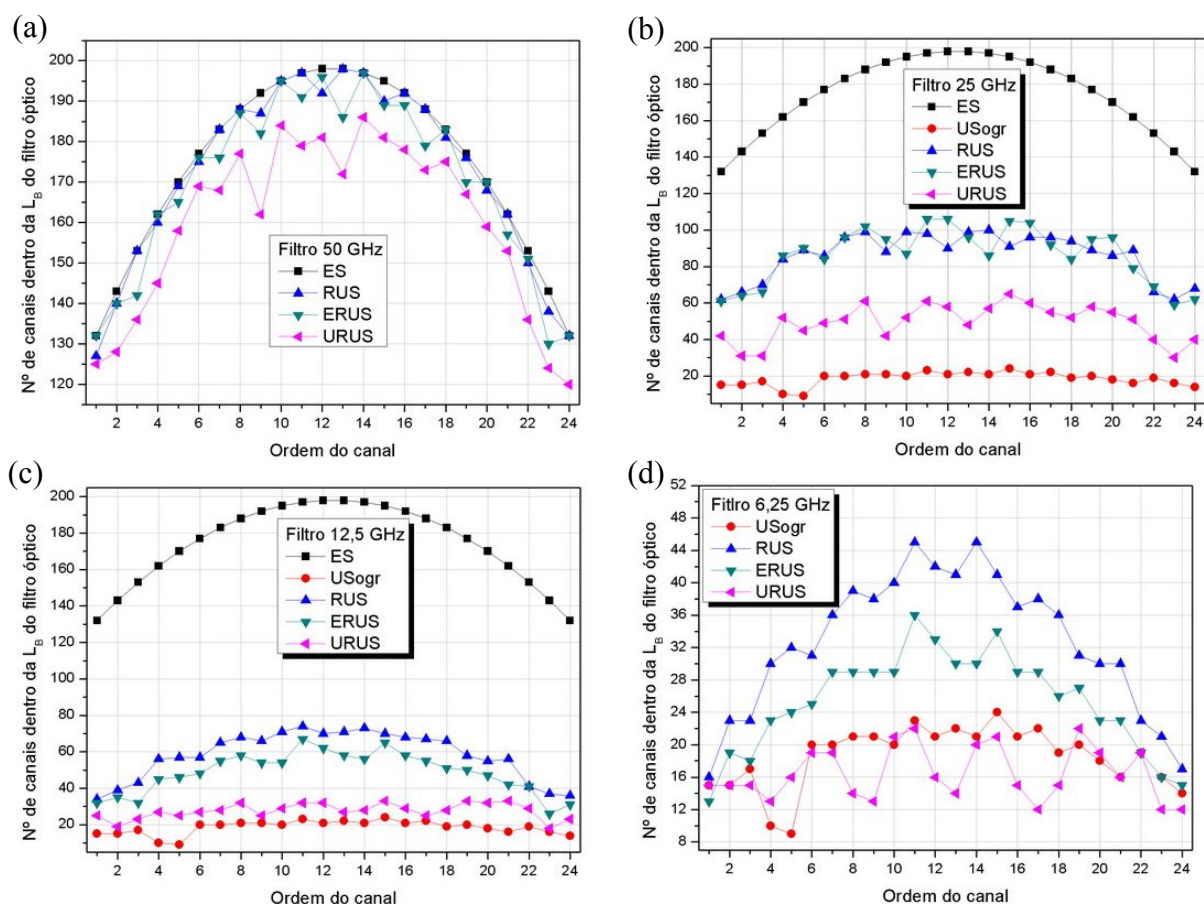 (a)
Nº de canais dentro da L_B do filtro óptico
200
190
180
170
160
150
140
130
120
Filtro 50 GHz
ES
RUS
ERUS
URUS
2 4 6 8 10 12 14 16 18 20 22 24
Ordem do canal
(b)
Nº de canais dentro da L_B do filtro óptico
200
180
160
140
120
100
80
60
40
20
Filtro 25 GHz
ES
USogr
RUS
ERUS
URUS
2 4 6 8 10 12 14 16 18 20 22 24
Ordem do canal
(c)
Nº de canais dentro da L_B do filtro óptico
200
180
160
140
120
100
80
60
40
20
Filtro 12,5 GHz
ES
USogr
RUS
ERUS
URUS
2 4 6 8 10 12 14 16 18 20 22 24
Ordem do canal
(d)
Nº de canais dentro da L_B do filtro óptico
52
48
44
40
36
32
28
24
20
16
12
8
Fitlro 6,25 GHz
USogr
RUS
ERUS
URUS
2 4 6 8 10 12 14 16 18 20 22 24
Ordem do canal